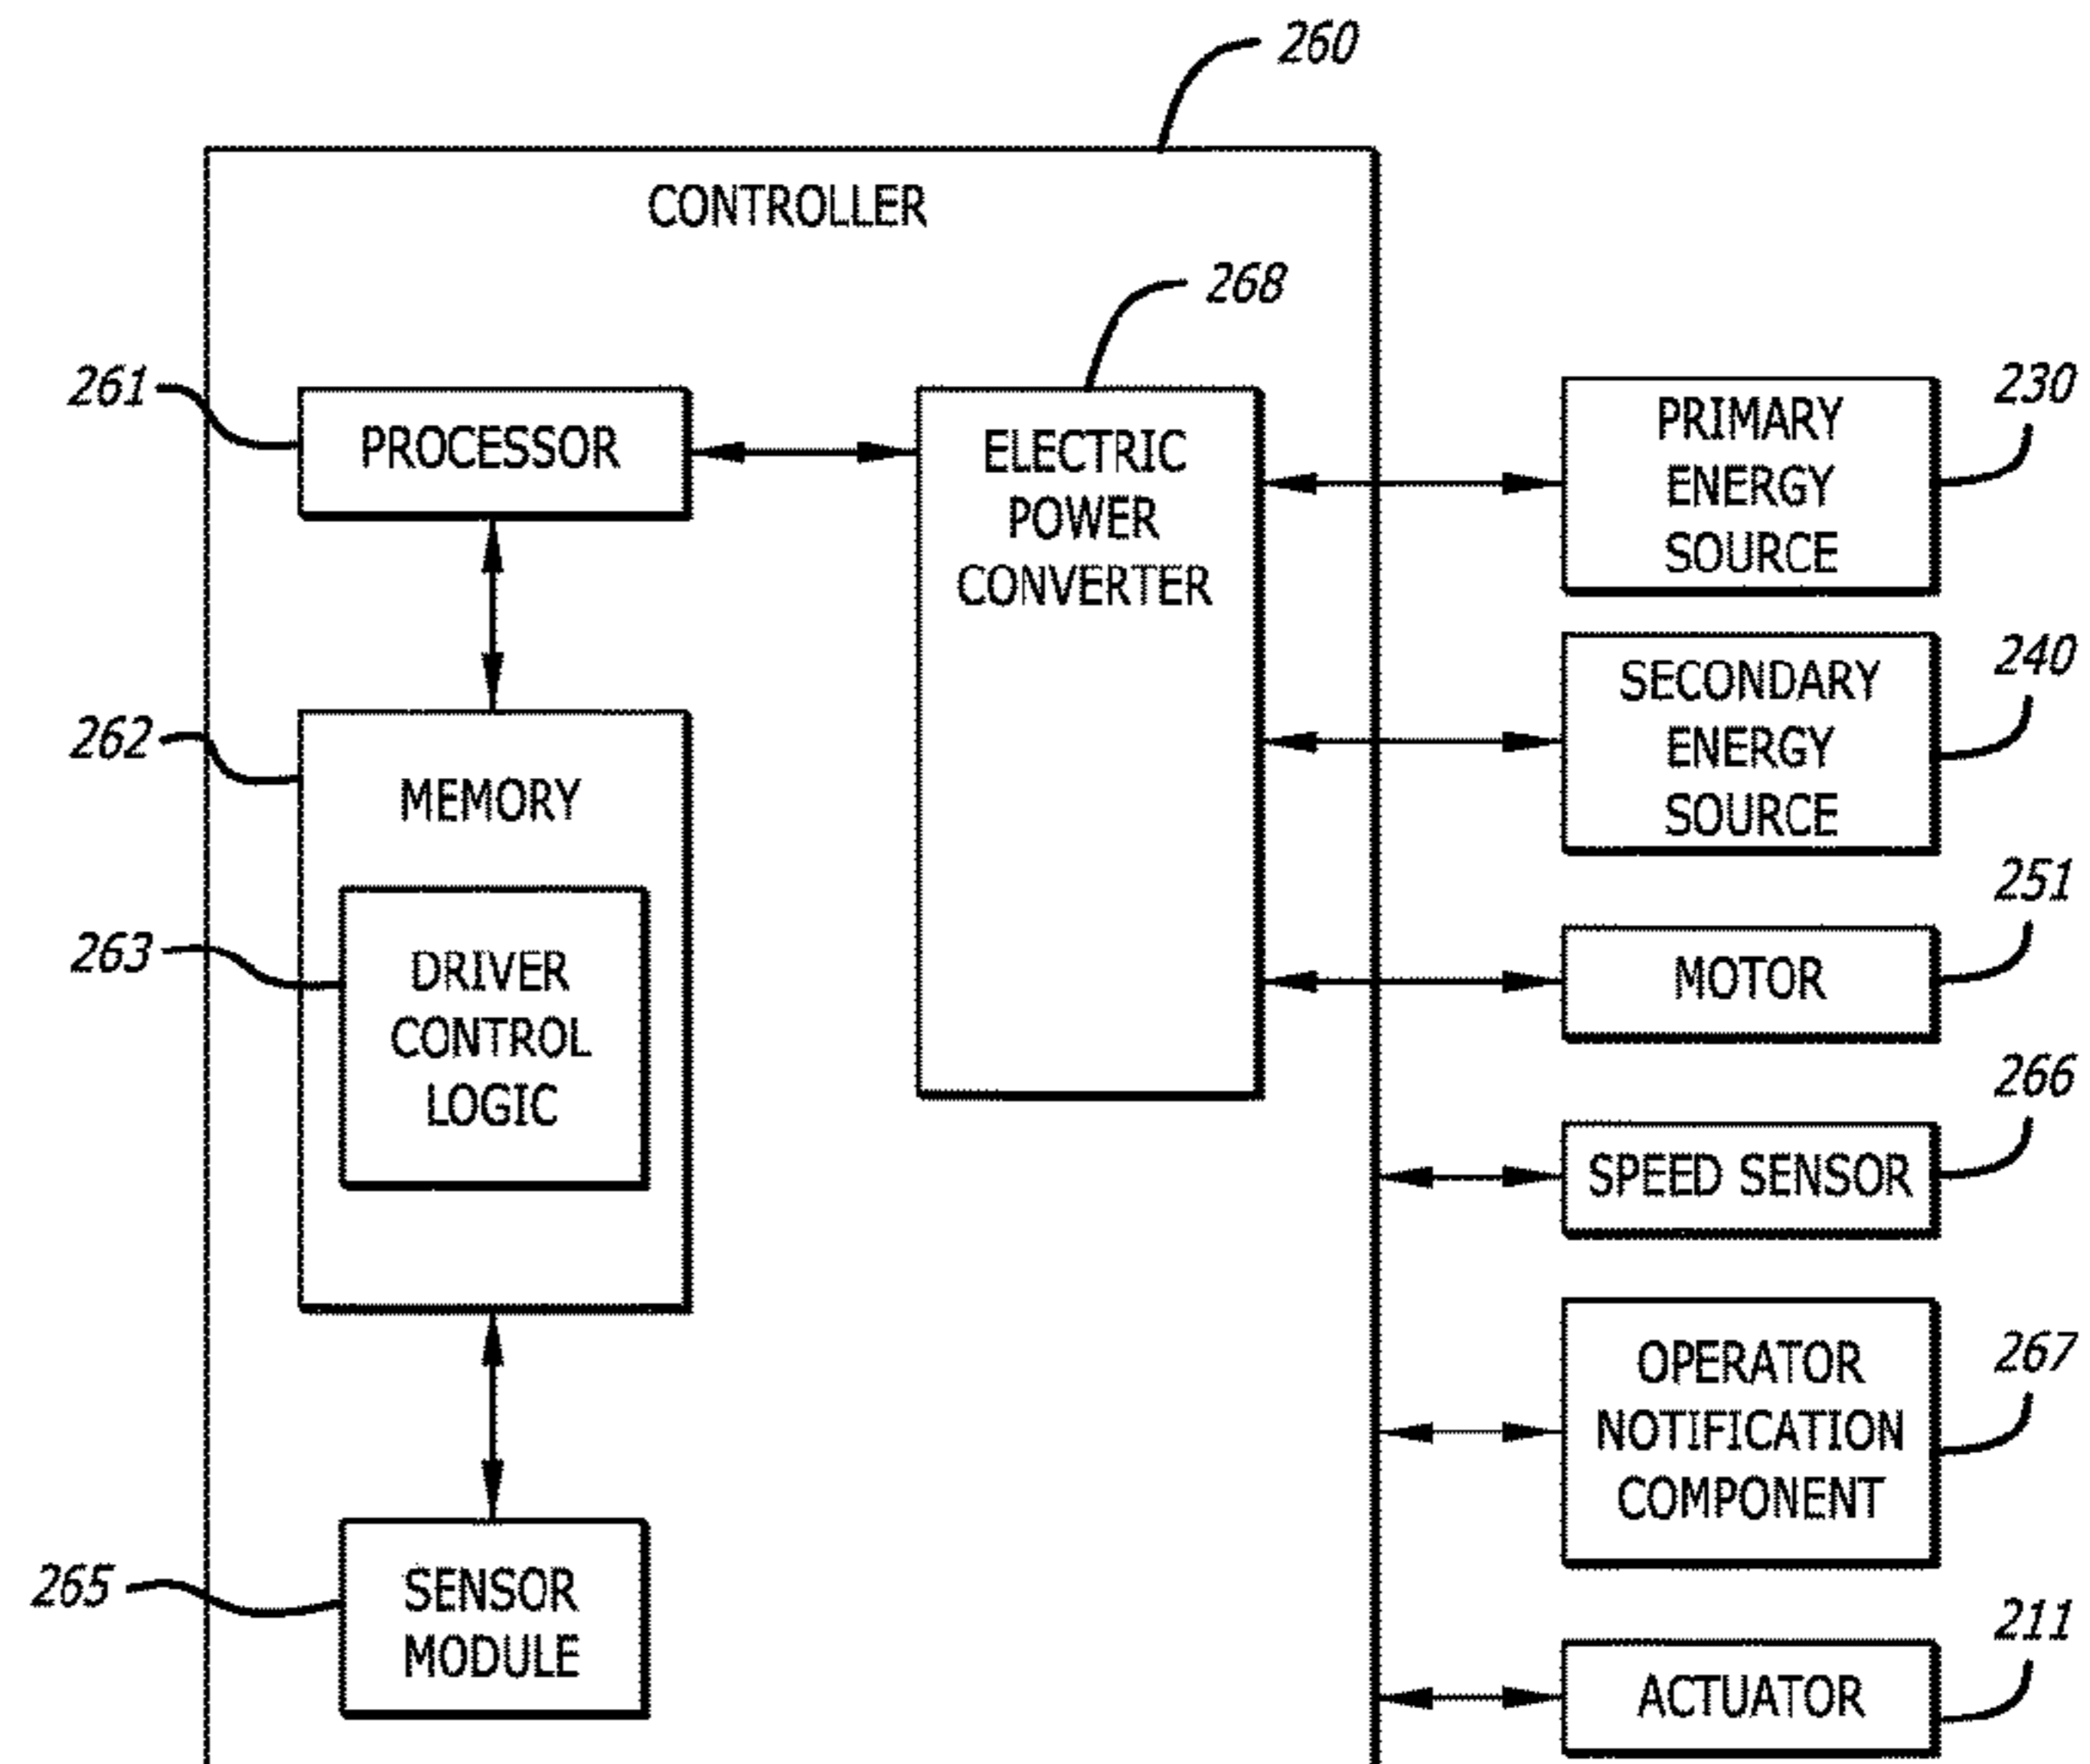 260
CONTROLLER
268
261
PROCESSOR
ELECTRIC
POWER
CONVERTER
PRIMARY
ENERGY
SOURCE
230
SECONDARY
ENERGY
SOURCE
240
262
MEMORY
263
DRIVER
CONTROL
LOGIC
MOTOR
251
SPEED SENSOR
266
OPERATOR
NOTIFICATION
COMPONENT
267
265
SENSOR
MODULE
ACTUATOR
211